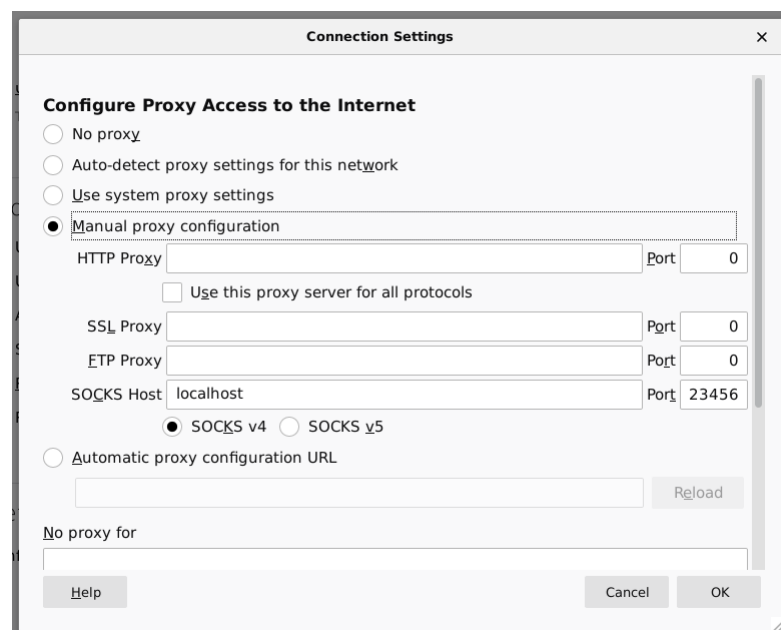 Connection Settings ×
Configure Proxy Access to the Internet
No proxy
Auto-detect proxy settings for this network
Use system proxy settings
Manual proxy configuration
HTTP Proxy Port 0
Use this proxy server for all protocols
SSL Proxy Port 0
FTP Proxy Port 0
SOCKS Host localhost Port 23456
SOCKS v4 SOCKS v5
Automatic proxy configuration URL
Reload
No proxy for
Help Cancel OK